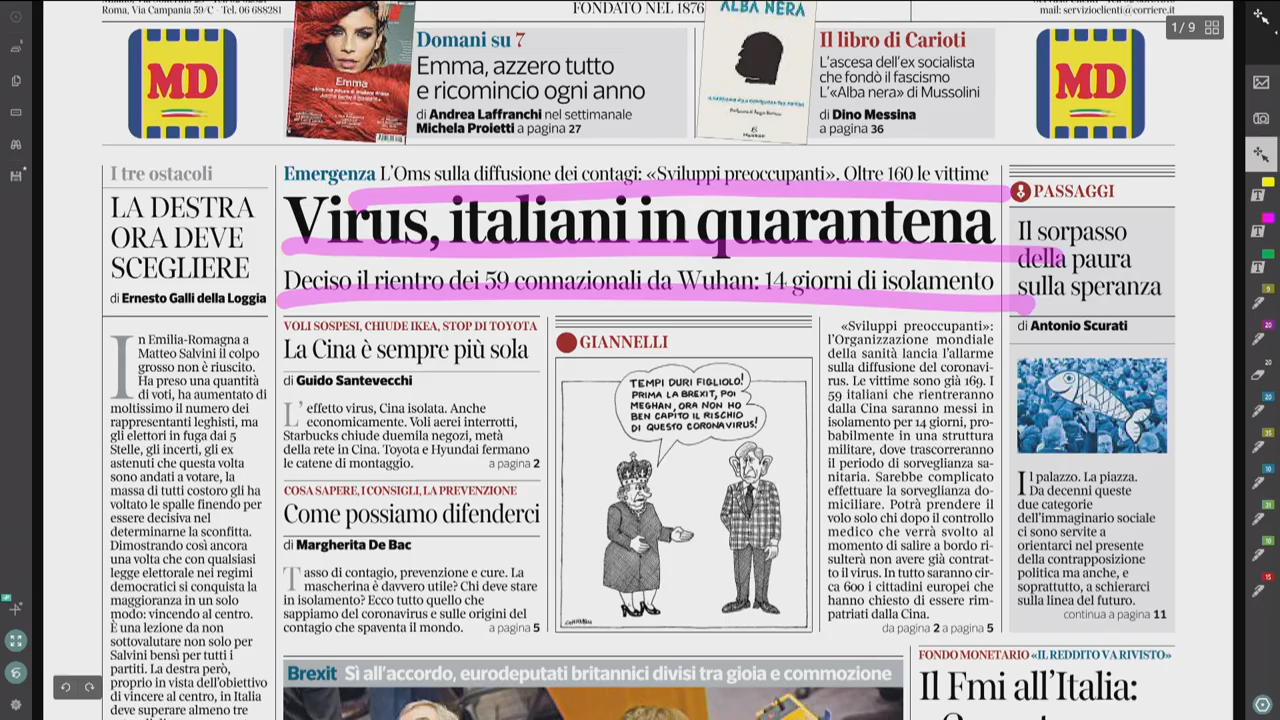 Roma, Via Campania 59/C - Tel. 06 688281
FONDATO NEL 1876
mail: servizioclienti@corriere.it
1/9
MD
Emma
Domani su 7
Emma, azzero tutto
e ricomincio ogni anno
di Andrea Laffranchi nel settimanale
Michela Proietti a pagina 27
ALBA NERA
Il libro di Carioti
L'ascesa dell'ex socialista
che fondò il fascismo
L'«Alba nera» di Mussolini
di Dino Messina
a pagina 36
MD
I tre ostacoli
LA DESTRA
ORA DEVE
SCEGLIERE
di Ernesto Galli della Loggia
In Emilia-Romagna a
Matteo Salvini il colpo
grosso non è riuscito.
Ha preso una quantità
di voti, ha aumentato di
moltissimo il numero dei
rappresentanti leghisti, ma
gli elettori in fuga dai 5
Stelle, gli incerti, gli ex
astenuti che questa volta
sono andati a votare, la
massa di tutti costoro gli ha
voltato le spalle finendo per
essere decisiva nel
determinarne la sconfitta.
Dimostrando così ancora
una volta che con qualsiasi
legge elettorale nei regimi
democratici si conquista la
maggioranza in un solo
modo: vincendo al centro.
È una lezione da non
sottovalutare non solo per
Salvini bensì per tutti i
partiti. La destra però,
proprio in vista dell'obiettivo
di vincere al centro, in Italia
deve superare almeno tre
Emergenza L'Oms sulla diffusione dei contagi: «Sviluppi preoccupanti». Oltre 160 le vittime
Virus, italiani in quarantena
Deciso il rientro dei 59 connazionali da Wuhan: 14 giorni di isolamento
VOLI SOSPESI, CHIUDE IKEA, STOP DI TOYOTA
La Cina è sempre più sola
di Guido Santevecchi
L'effetto virus, Cina isolata. Anche
economicamente. Voli aerei interrotti,
Starbucks chiude duemila negozi, metà
della rete in Cina. Toyota e Hyundai fermano
le catene di montaggio. a pagina 2
COSA SAPERE, I CONSIGLI, LA PREVENZIONE
Come possiamo difenderci
di Margherita De Bac
Tasso di contagio, prevenzione e cure. La
mascherina è davvero utile? Chi deve stare
in isolamento? Ecco tutto quello che
sappiamo del coronavirus e sulle origini del
contagio che spaventa il mondo. a pagina 5
GIANNELLI
TEMPI DURI FIGLIOLO!
PRIMA LA BREXIT, POI
MEGHAN, ORA NON HO
BEN CAPITO IL RISCHIO
DI QUESTO CORONAVIRUS!
«Sviluppi preoccupanti»:
l'Organizzazione mondiale
della sanità lancia l'allarme
sulla diffusione del coronavi-
rus. Le vittime sono già 169. I
59 italiani che rientreranno
dalla Cina saranno messi in
isolamento per 14 giorni, pro-
babilmente in una struttura
militare, dove trascorreranno
il periodo di sorveglianza sa-
nitaria. Sarebbe complicato
effettuare la sorveglianza do-
miciliare. Potrà prendere il
volo solo chi dopo il controllo
medico che verrà svolto al
momento di salire a bordo ri-
sulterà non avere già contrat-
to il virus. In tutto saranno cir-
ca 600 i cittadini europei che
hanno chiesto di essere rim-
patriati dalla Cina.
da pagina 2 a pagina 5
PASSAGGI
Il sorpasso
della paura
sulla speranza
di Antonio Scurati
Il palazzo. La piazza.
Da decenni queste
due categorie
dell'immaginario sociale
ci sono servite a
orientarci nel presente
della contrapposizione
politica ma anche, e
soprattutto, a schierarci
sulla linea del futuro.
continua a pagina 11
Brexit Sì all'accordo, eurodeputati britannici divisi tra gioia e commozione
FONDO MONETARIO «IL REDDITO VA RIVISTO»
Il Fmi all'Italia: